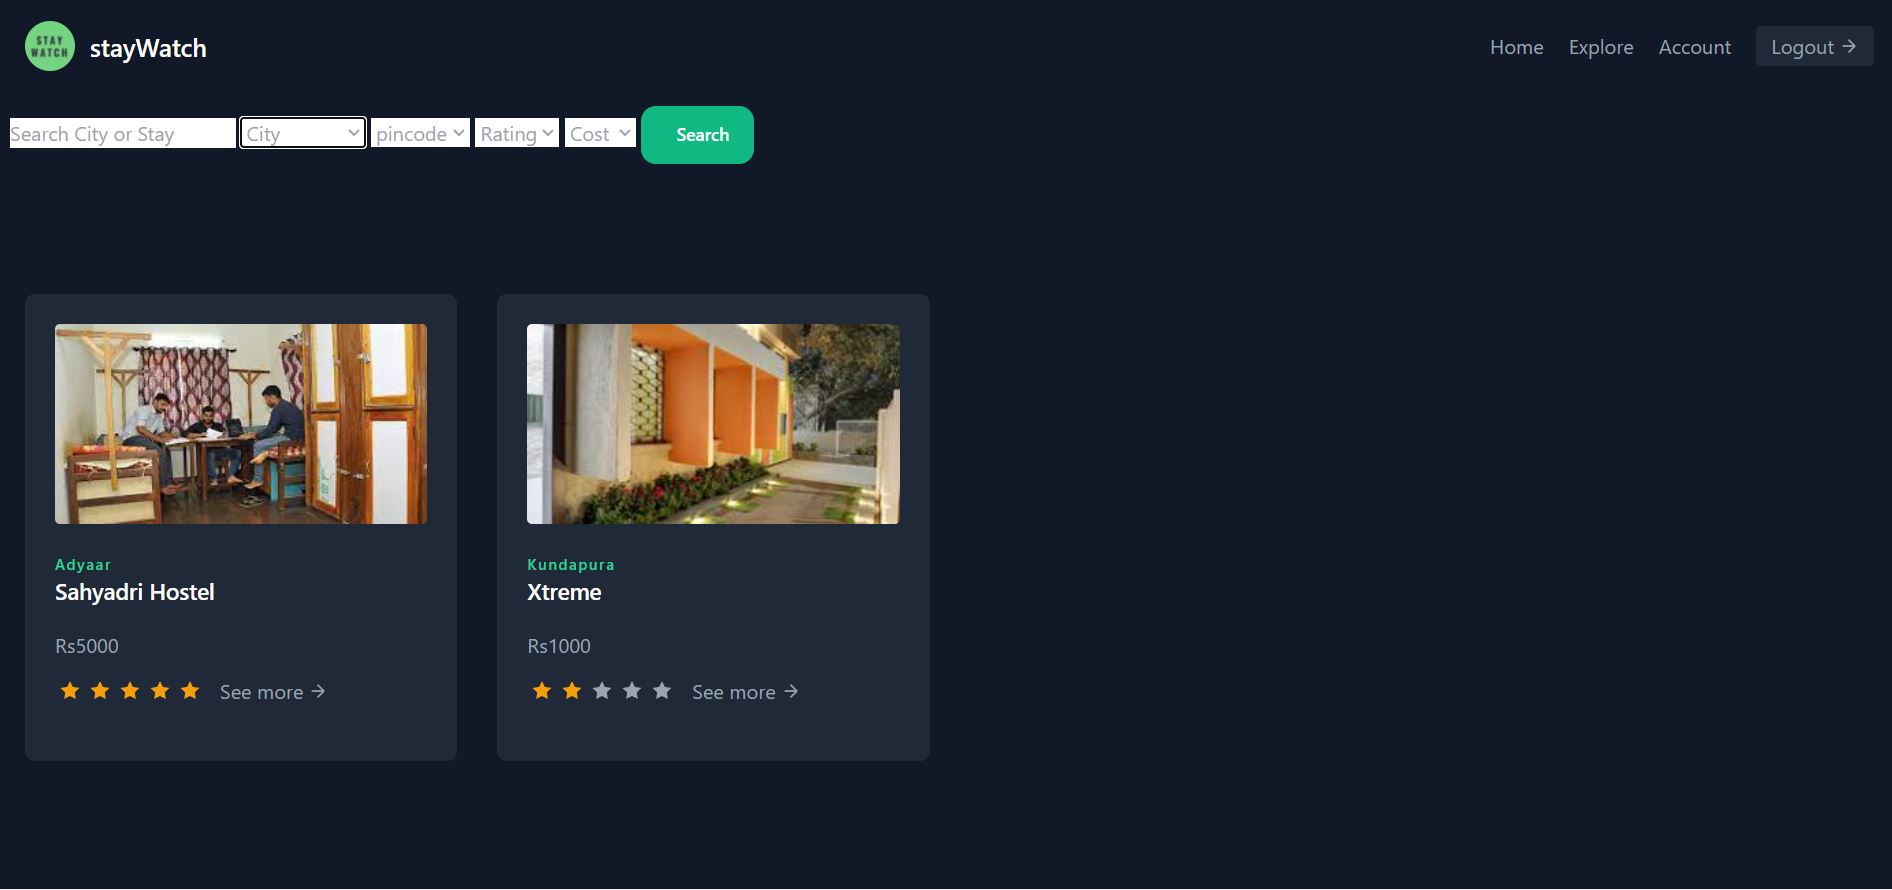 STAY
WATCH
stayWatch
Home Explore Account Logout →
Search City or Stay City pincode Rating Cost Search
Adyaar
Sahyadri Hostel
Rs5000
See more →
Kundapura
Xtreme
Rs1000
See more →